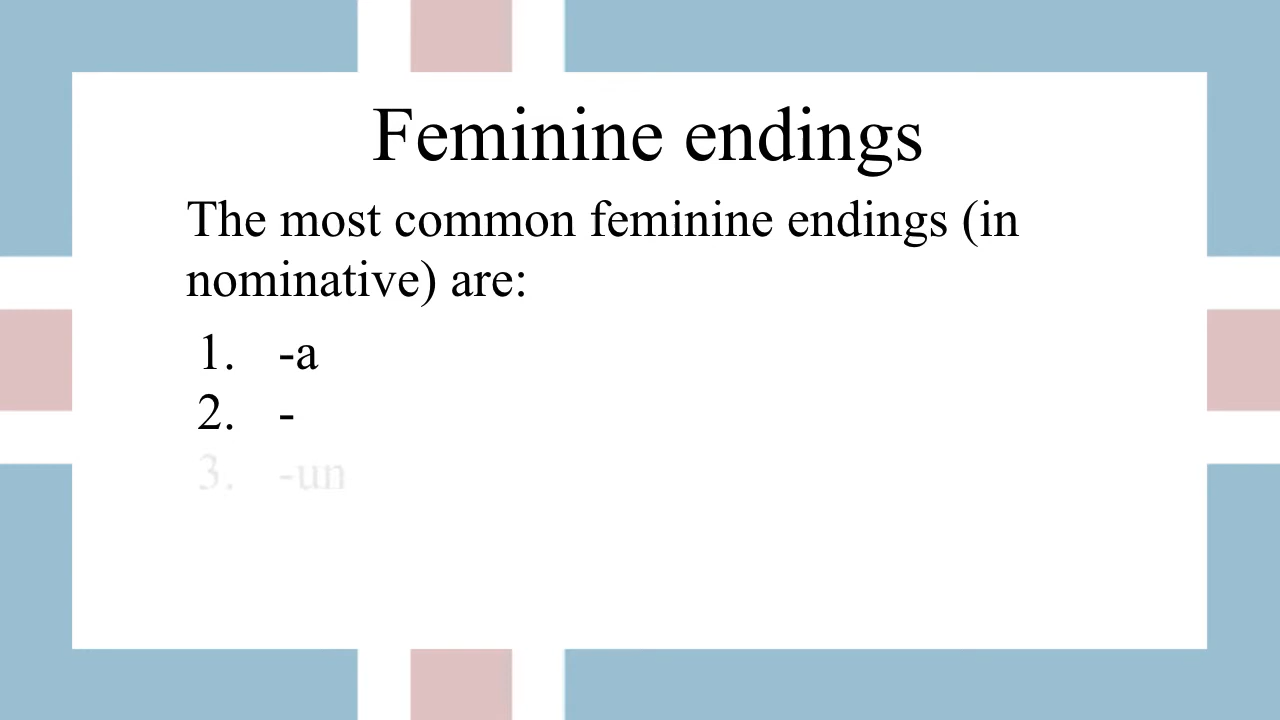 Feminine endings
The most common feminine endings (in
nominative) are:
1. -a
2. -
3. -un